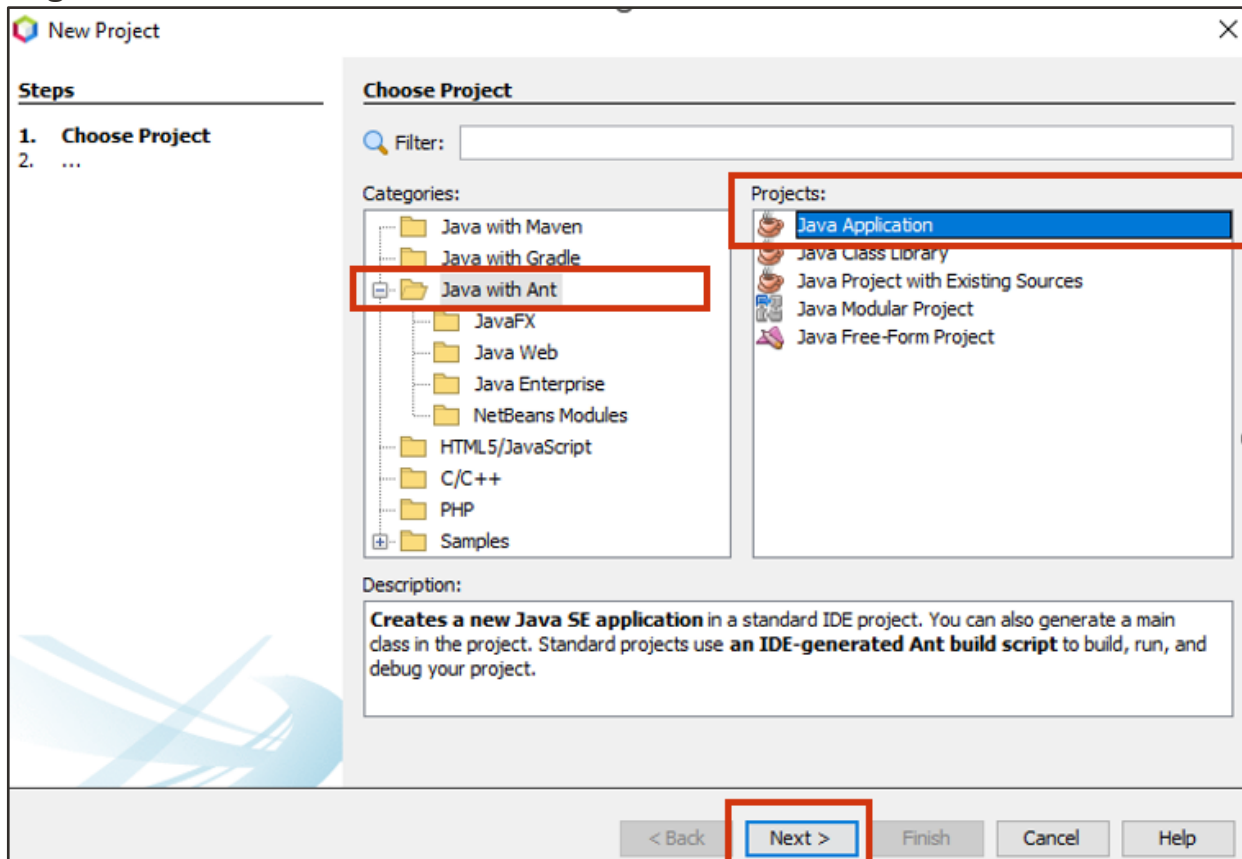 New Project
Steps
1. Choose Project
2. ...
Choose Project
Filter:
Categories:
Java with Maven
Java with Gradle
Java with Ant
JavaFX
Java Web
Java Enterprise
NetBeans Modules
HTML5/JavaScript
C/C++
PHP
Samples
Projects:
Java Application
Java Class Library
Java Project with Existing Sources
Java Modular Project
Java Free-Form Project
Description:
Creates a new Java SE application in a standard IDE project. You can also generate a main
class in the project. Standard projects use an IDE-generated Ant build script to build, run, and
debug your project.
< Back Next > Finish Cancel Help